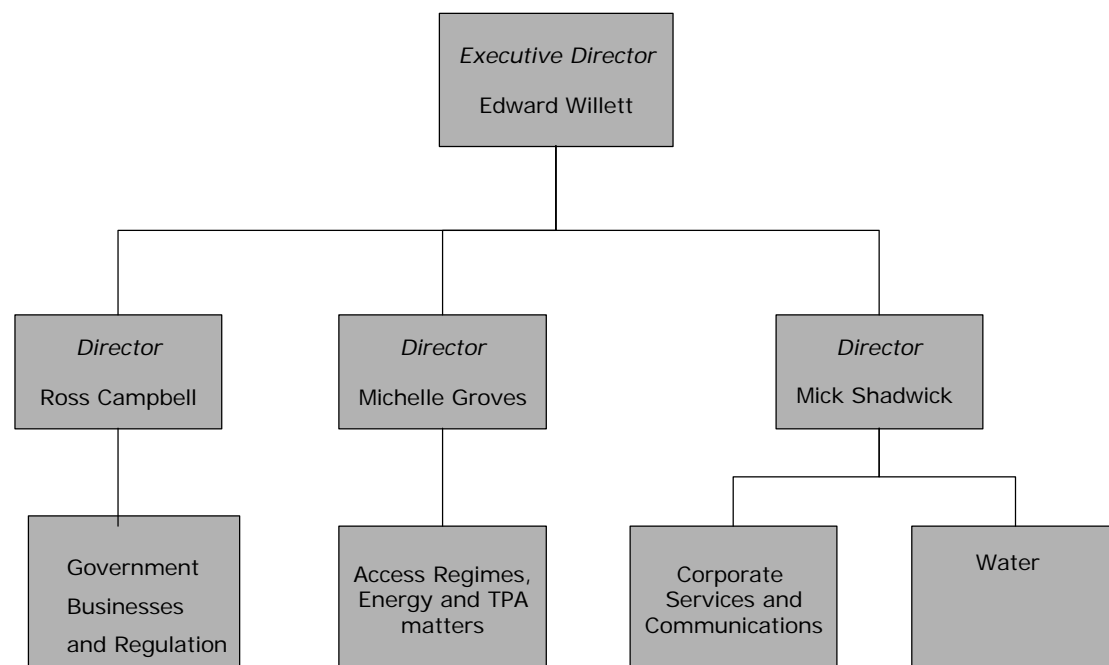 Executive Director
Edward Willett
Director
Ross Campbell
Director
Michelle Groves
Director
Mick Shadwick
Government
Businesses
and Regulation
Access Regimes,
Energy and TPA
matters
Corporate
Services and
Communications
Water